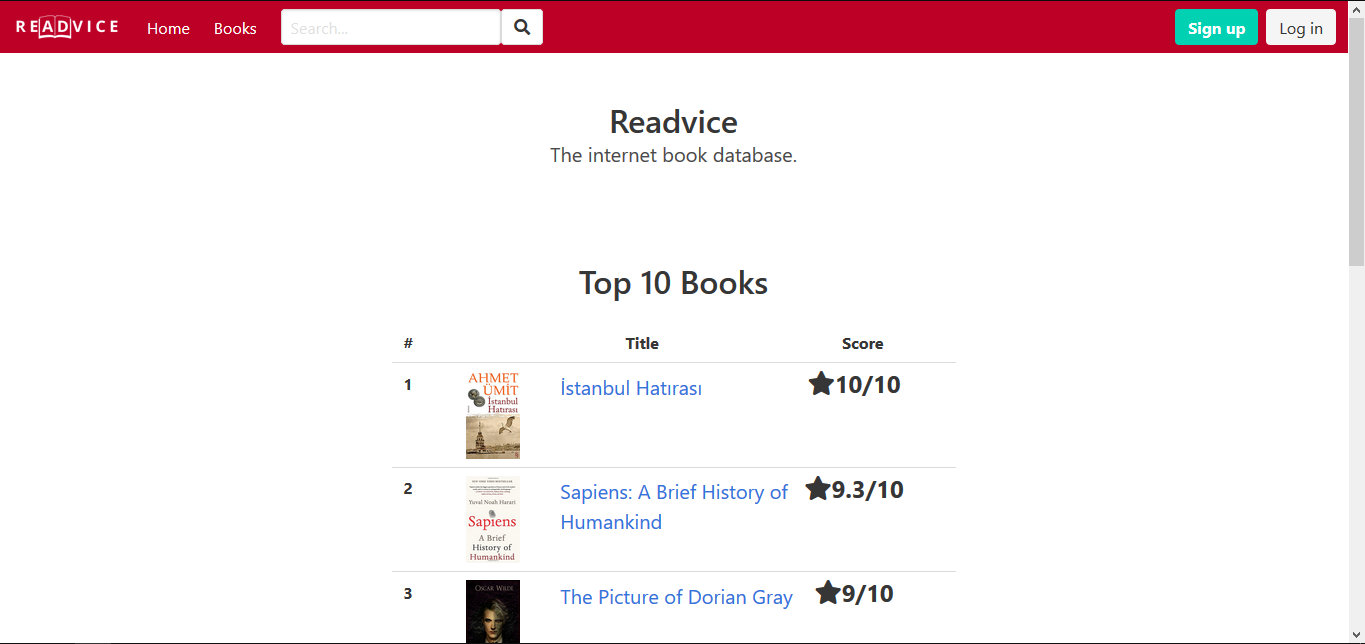 READVICE Home Books Search... Sign up Log in
Readvice
The internet book database.
Top 10 Books
# Title Score
1 İstanbul Hatırası 10/10
AHMET
ÜMİT
İstanbul
Hatırası
2 Sapiens: A Brief History of 9.3/10
Humankind
Yuval Noah Harari
Sapiens
A Brief
History of
Humankind
3 The Picture of Dorian Gray 9/10
OSCAR WILDE